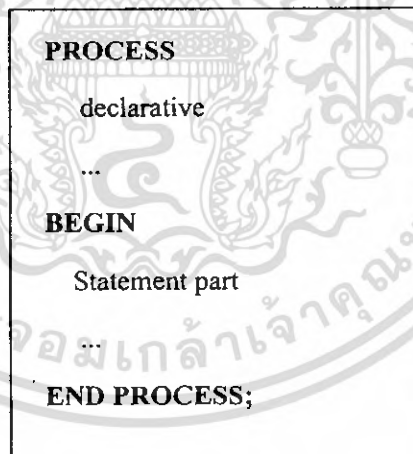 PROCESS
declarative
...
BEGIN
Statement part
...
END PROCESS;